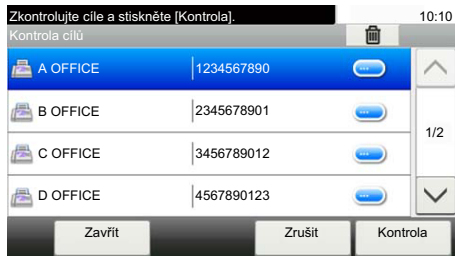 Zkontrolujte cíle a stiskněte [Kontrola].
10:10
Kontrola cílů
A OFFICE 1234567890
B OFFICE 2345678901
1/2
C OFFICE 3456789012
D OFFICE 4567890123
Zavřít Zrušit Kontrola